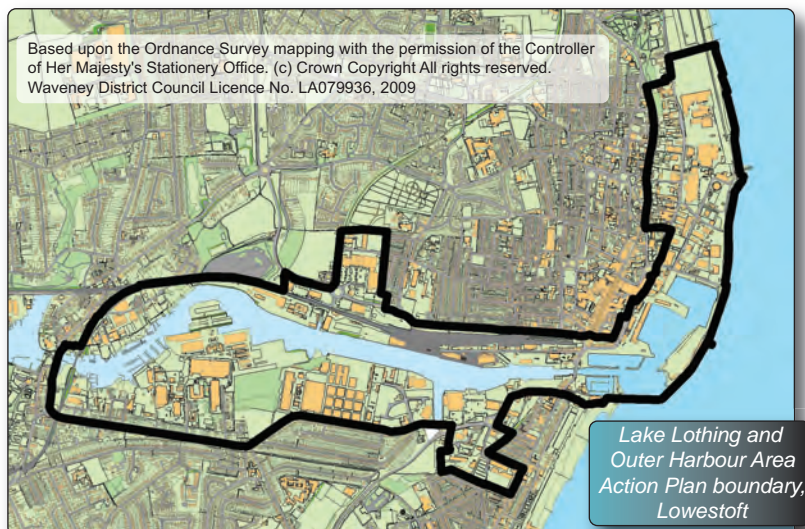 Based upon the Ordnance Survey mapping with the permission of the Controller
of Her Majesty's Stationery Office. (c) Crown Copyright All rights reserved.
Waveney District Council Licence No. LA079936, 2009
Lake Lothing and
Outer Harbour Area
Action Plan boundary,
Lowestoft